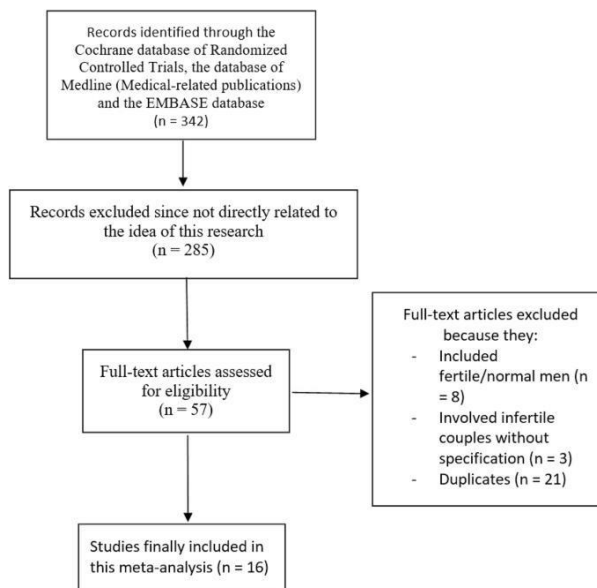 Records identified through the
Cochrane database of Randomized
Controlled Trials, the database of
Medline (Medical-related publications)
and the EMBASE database
(n = 342)
Records excluded since not directly related to
the idea of this research
(n = 285)
Full-text articles assessed
for eligibility
(n = 57)
Full-text articles excluded
because they:
- Included
fertile/normal men (n
= 8)
- Involved infertile
couples without
specification (n = 3)
- Duplicates (n = 21)
Studies finally included in
this meta-analysis (n = 16)